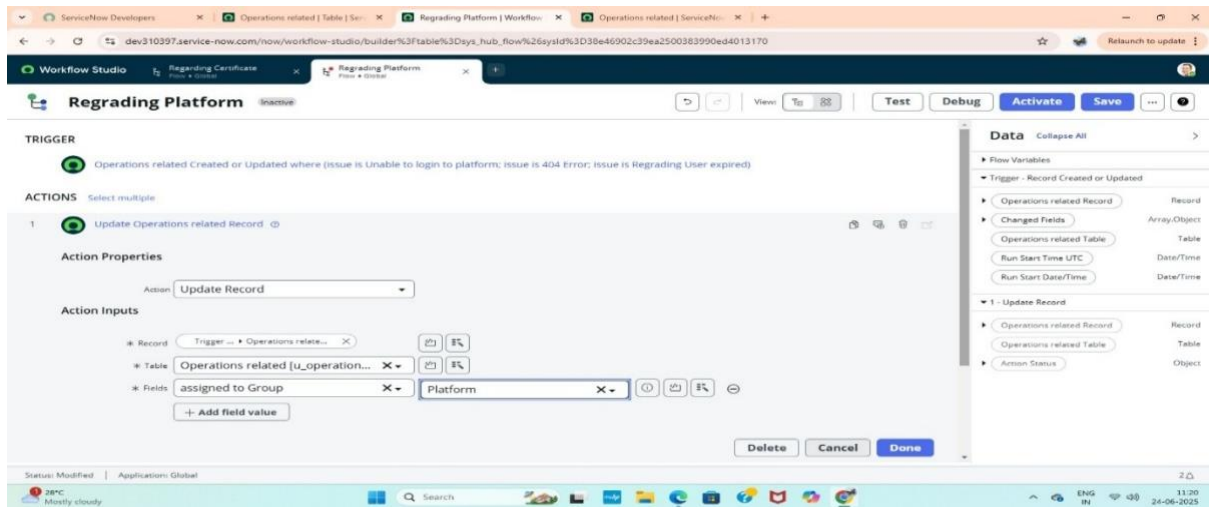 ServiceNow Developers
Operations related | Table | Ser
Regrading Platform | Workflow
Operations related | ServiceNo
dev310397.service-now.com/now/workflow-studio/builder%3Ftable%3Dsys_hub_flow%26sysId%3D38e46902c39ea2500383990ed4013170
Relaunch to update
Workflow Studio
Regarding Certificate
Flow • Global
Regrading Platform
Flow • Global
Regrading Platform Inactive
View:
Test
Debug
Activate
Save
TRIGGER
Operations related Created or Updated where (issue is Unable to login to platform; issue is 404 Error; issue is Regrading User expired)
ACTIONS Select multiple
1 Update Operations related Record
Action Properties
Action Update Record
Action Inputs
* Record Trigger ... ▸ Operations relate...
* Table Operations related [u_operation...
* Fields assigned to Group Platform
+ Add field value
Delete Cancel Done
Data Collapse All
Flow Variables
Trigger - Record Created or Updated
Operations related Record Record
Changed Fields Array.Object
Operations related Table Table
Run Start Time UTC Date/Time
Run Start Date/Time Date/Time
1 - Update Record
Operations related Record Record
Operations related Table Table
Action Status Object
Status: Modified | Application: Global
2
28°C
Mostly cloudy
Search
ENG
IN
11:20
24-06-2025